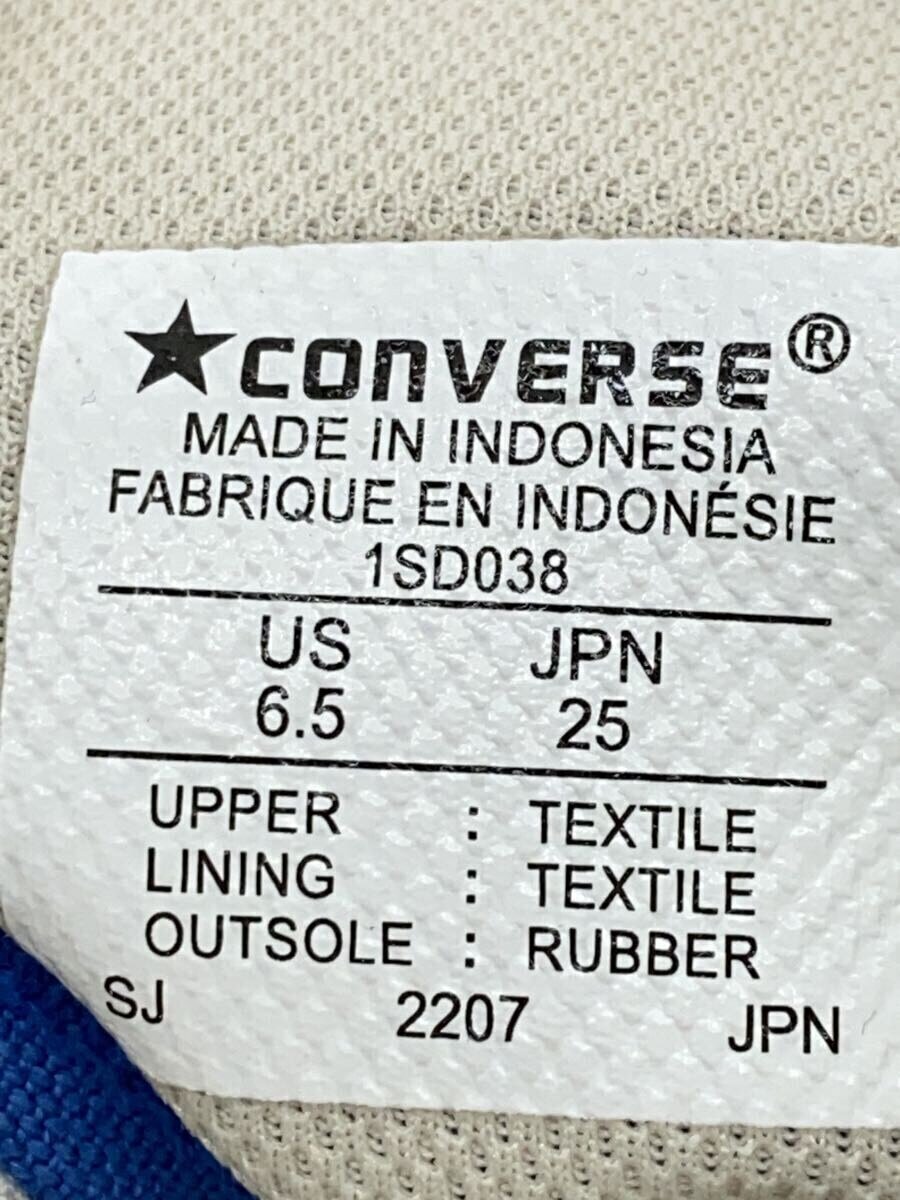 ★CONVERSE®
MADE IN INDONESIA
FABRIQUE EN INDONÉSIE
1SD038
US JPN
6.5 25
UPPER : TEXTILE
LINING : TEXTILE
OUTSOLE : RUBBER
SJ 2207 JPN